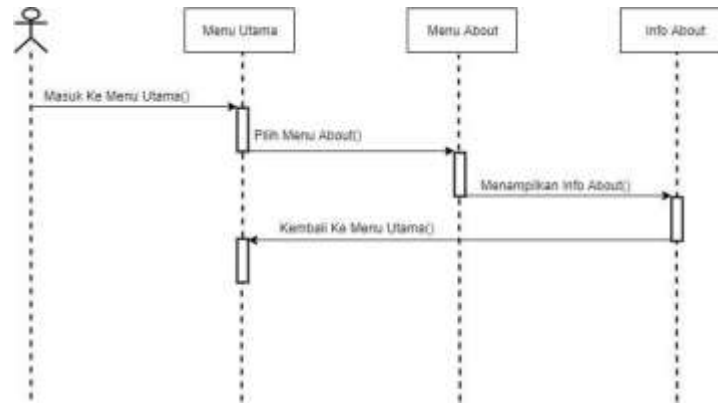 Menu Utama
Menu About
Info About
Masuk Ke Menu Utama()
Pilih Menu About()
Menampilkan Info About()
Kembali Ke Menu Utama()